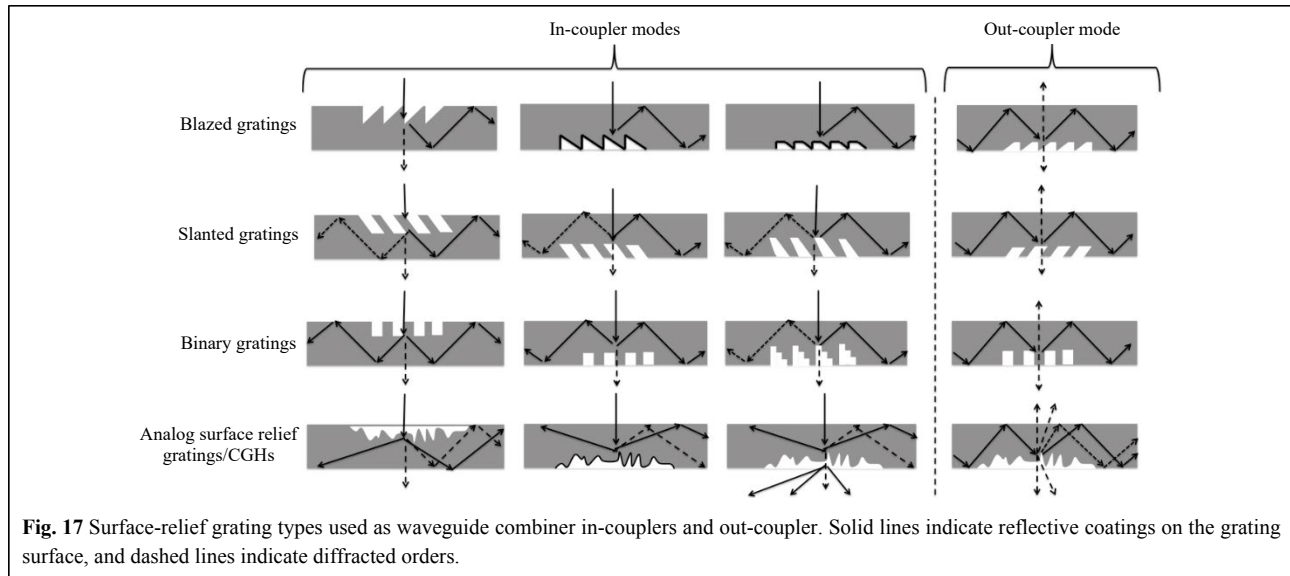 In-coupler modes
Out-coupler mode
Blazed gratings
Slanted gratings
Binary gratings
Analog surface relief
gratings/CGHs
Fig. 17 Surface-relief grating types used as waveguide combiner in-couplers and out-coupler. Solid lines indicate reflective coatings on the grating
surface, and dashed lines indicate diffracted orders.